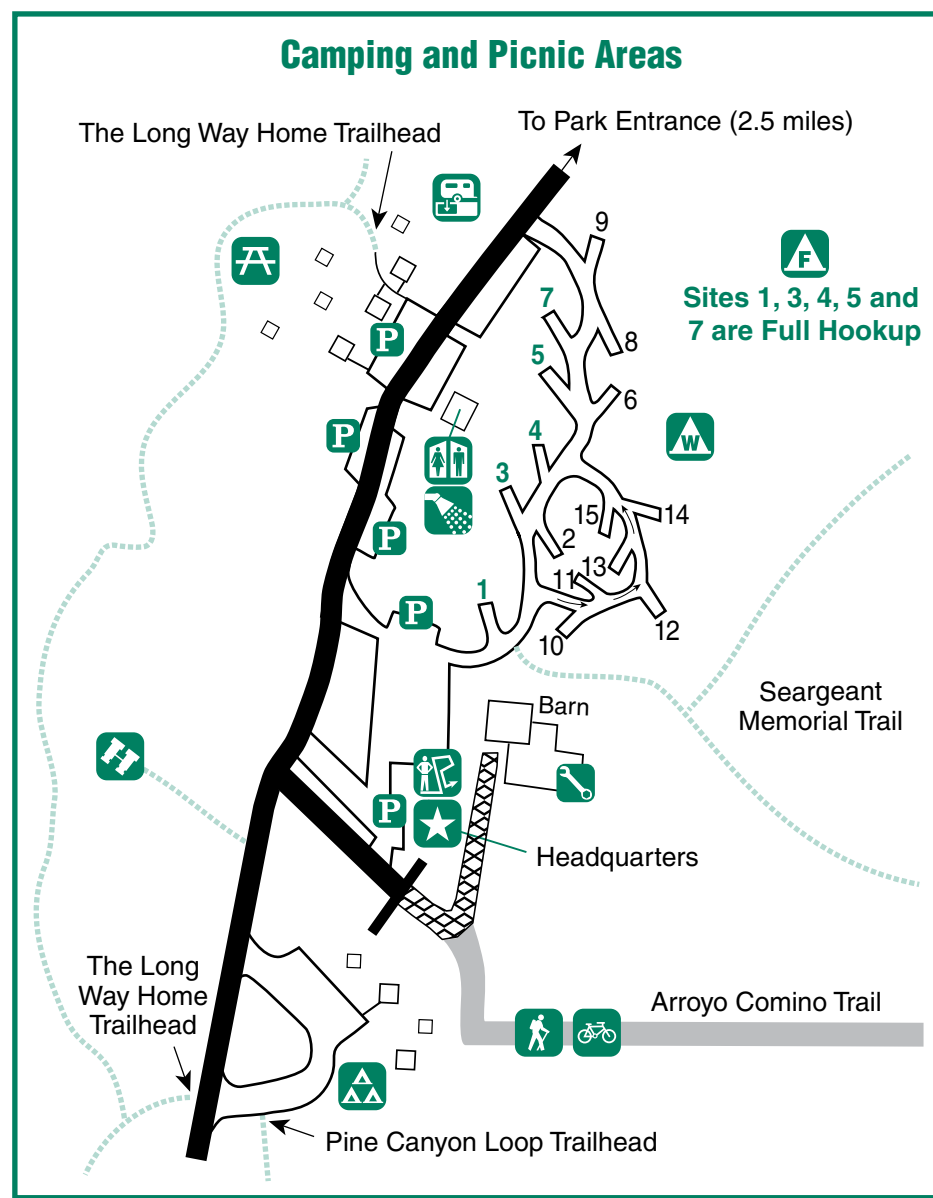 Camping and Picnic Areas
The Long Way Home Trailhead
To Park Entrance (2.5 miles)
9
F
Sites 1, 3, 4, 5 and
7 are Full Hookup
7
8
P
5
6
P
4
W
3
15
14
P
2
11
13
1
P
10
12
Seargeant
Memorial Trail
Barn
P
Headquarters
The Long
Way Home
Trailhead
Arroyo Comino Trail
Pine Canyon Loop Trailhead